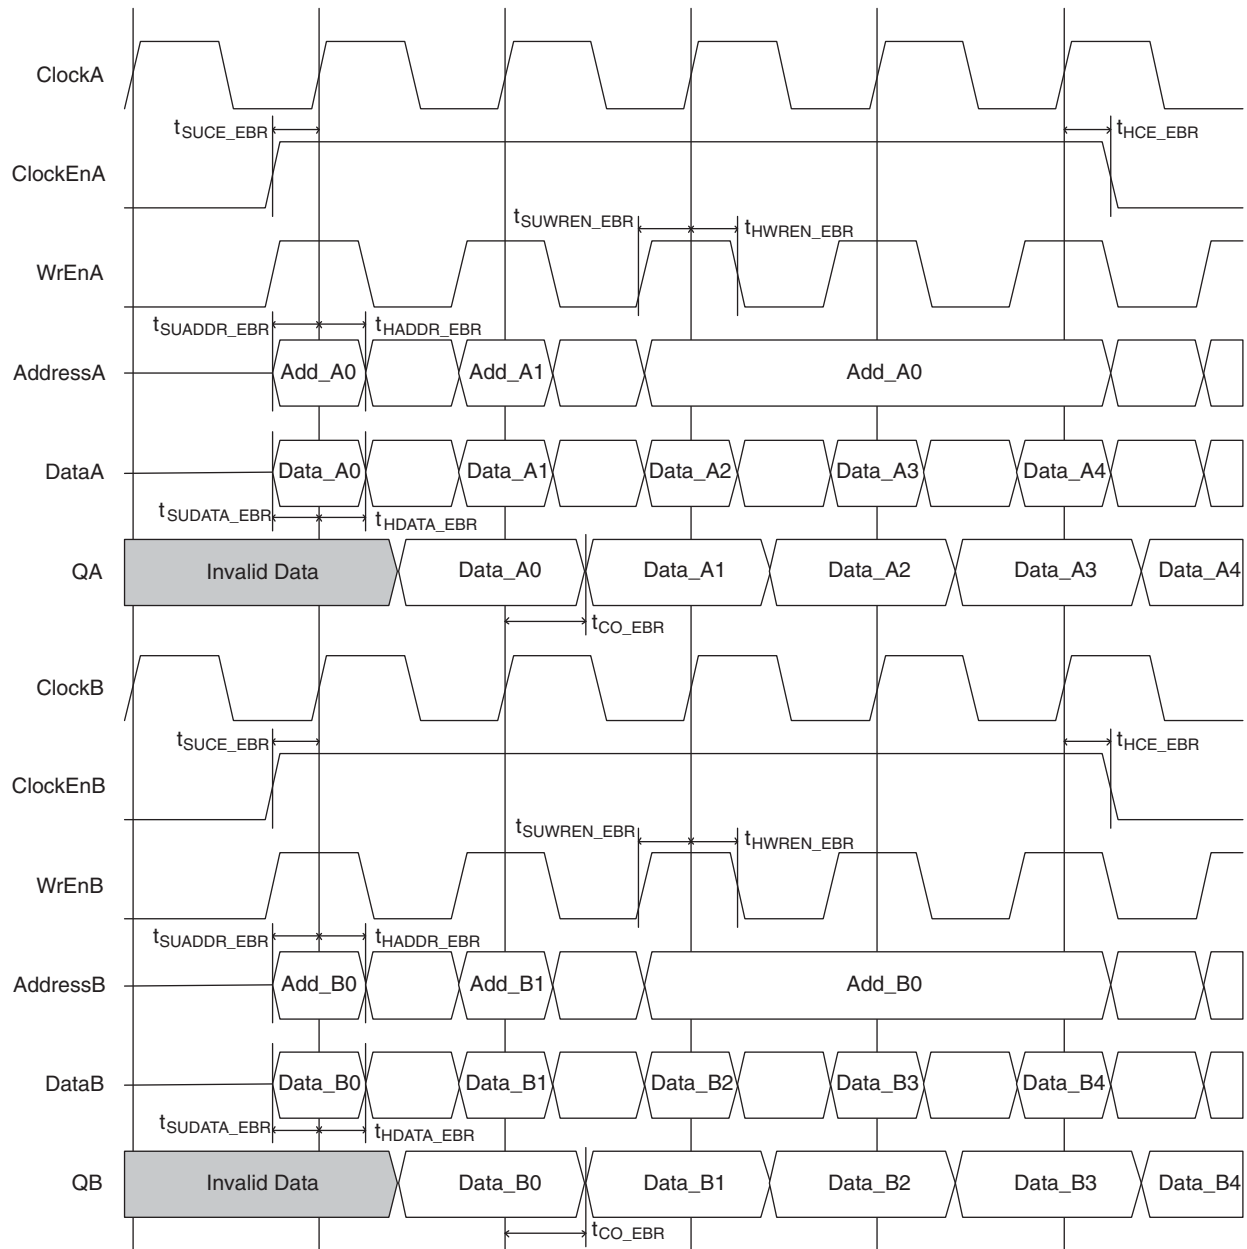 ClockA
tSUCE_EBR tHCE_EBR
ClockEnA
tSUWREN_EBR tHWREN_EBR
WrEnA
tSUADDR_EBR tHADDR_EBR
AddressA Add_A0 Add_A1 Add_A0
DataA Data_A0 Data_A1 Data_A2 Data_A3 Data_A4
tSUDATA_EBR tHDATA_EBR
QA Invalid Data Data_A0 Data_A1 Data_A2 Data_A3 Data_A4
tCO_EBR
ClockB
tSUCE_EBR tHCE_EBR
ClockEnB
tSUWREN_EBR tHWREN_EBR
WrEnB
tSUADDR_EBR tHADDR_EBR
AddressB Add_B0 Add_B1 Add_B0
DataB Data_B0 Data_B1 Data_B2 Data_B3 Data_B4
tSUDATA_EBR tHDATA_EBR
QB Invalid Data Data_B0 Data_B1 Data_B2 Data_B3 Data_B4
tCO_EBR